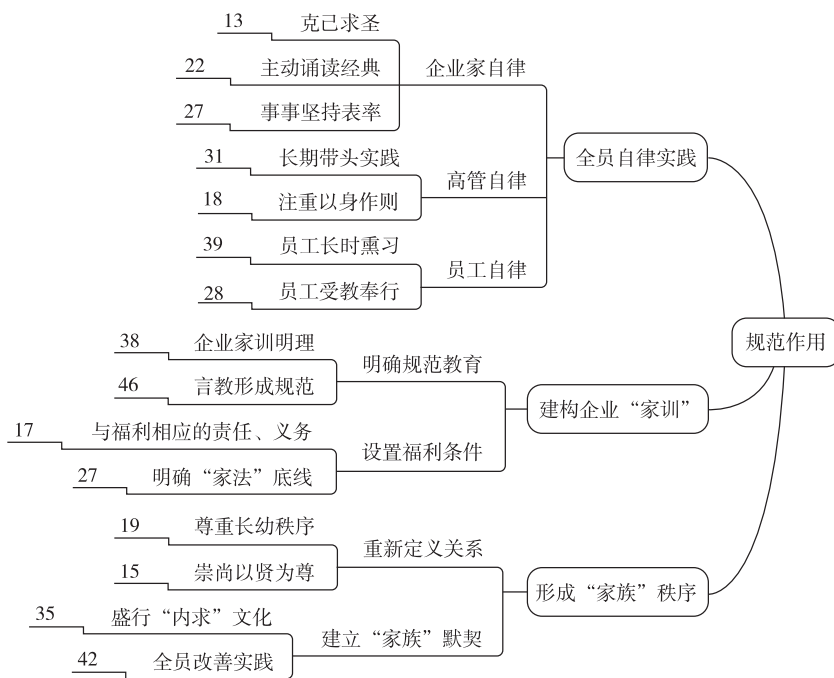 13 克己求圣
22 主动诵读经典
企业家自律
27 事事坚持表率
全员自律实践
31 长期带头实践
高管自律
18 注重以身作则
39 员工长时熏习
员工自律
28 员工受教奉行
规范作用
38 企业家训明理
明确规范教育
46 言教形成规范
建构企业“家训”
17 与福利相应的责任、义务
设置福利条件
27 明确“家法”底线
19 尊重长幼秩序
重新定义关系
15 崇尚以贤为尊
形成“家族”秩序
35 盛行“内求”文化
建立“家族”默契
42 全员改善实践